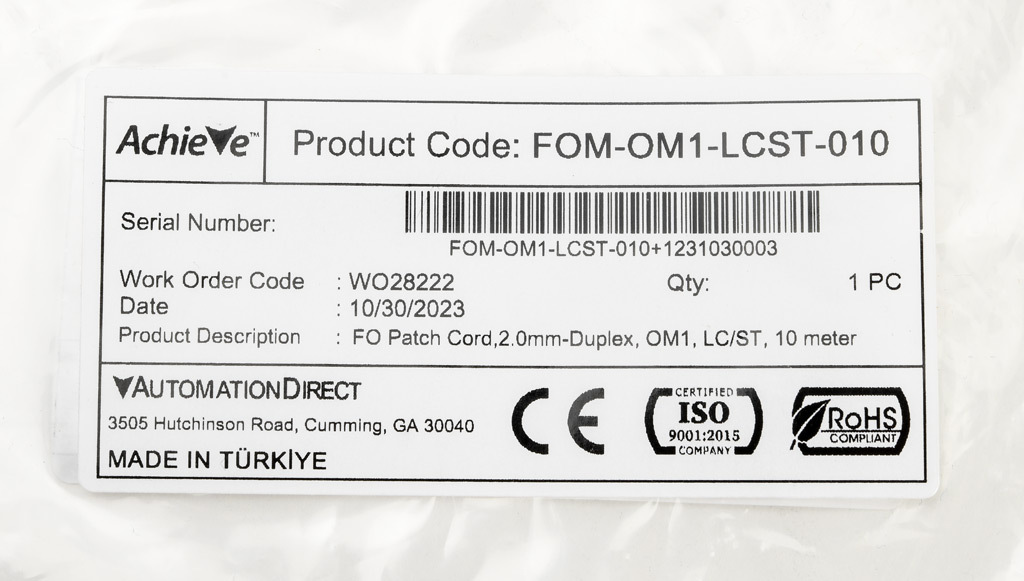 AchieVe™
Product Code: FOM-OM1-LCST-010
Serial Number:
FOM-OM1-LCST-010+1231030003
Work Order Code : WO28222 Qty: 1 PC
Date : 10/30/2023
Product Description : FO Patch Cord,2.0mm-Duplex, OM1, LC/ST, 10 meter
AUTOMATIONDIRECT
3505 Hutchinson Road, Cumming, GA 30040
MADE IN TÜRKİYE
CE
CERTIFIED
ISO
9001:2015
COMPANY
RoHS
COMPLIANT